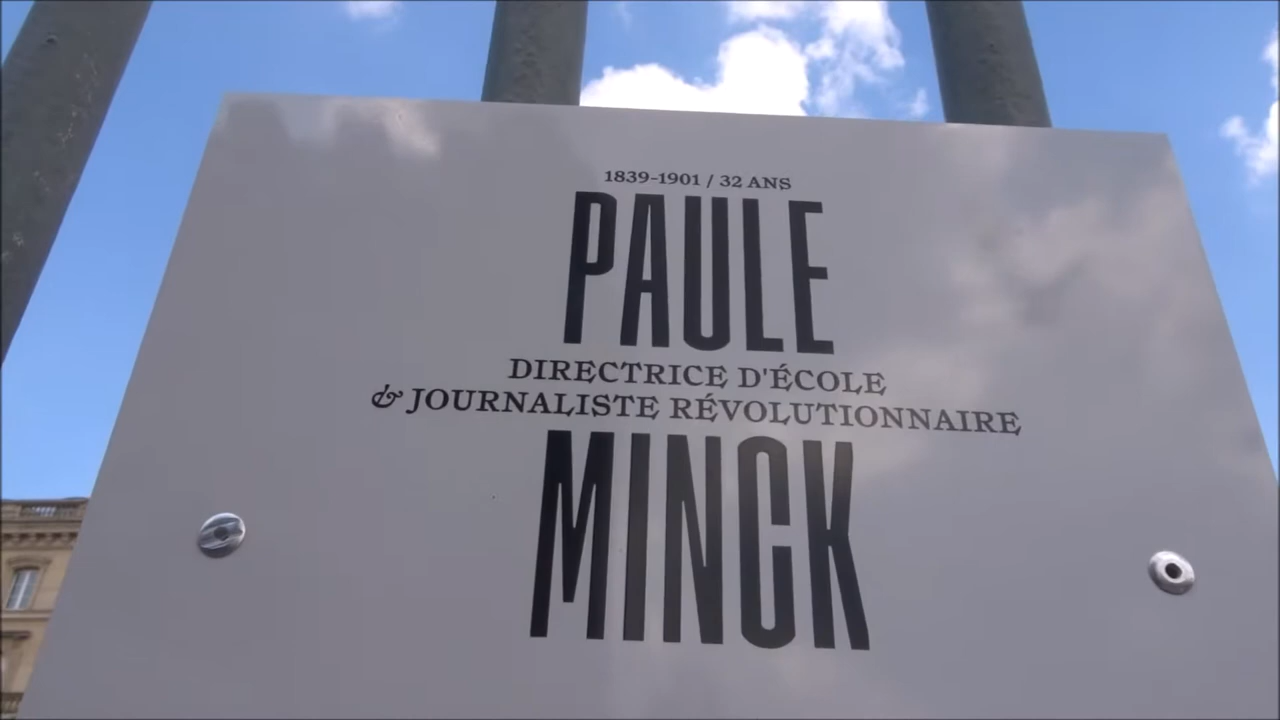 1839-1901 / 32 ANS
PAULE
DIRECTRICE D'ÉCOLE
& JOURNALISTE RÉVOLUTIONNAIRE
MINCK